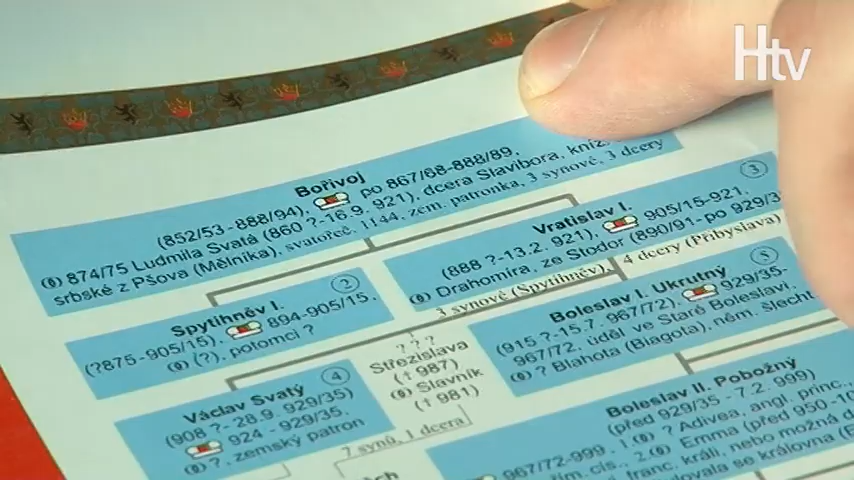 Htv
Bořivoj
(852/53 - 888/94), po 867/68-888/89,
874/75 Ludmila Svatá (860 ?-16.9. 921), dcera Slavibora, kníž.
srbské z Pšova (Mělníka), svatořeč. 1144, zem. patronka, 3 synové, 3 dcery
2
Spytihněv I.
(?875 - 905/15), 894-905/15.
(?), potomci ?
3
Vratislav I.
(888 ?-13.2. 921), 905/15-921.
Drahomíra, ze Stodor (890/91- po 929/3
3 synové (Spytihněv), 4 dcery (Přibyslava)
4
Václav Svatý
(908 ?- 28.9. 929/35)
924 - 929/35.
?, zemský patron
? ? ?
Střezislava
(† 987)
Slavník
(† 981)
7 synů, 1 dcera
5
Boleslav I. Ukrutný
(915 ?-15.7. 967/72), 929/35-
967/72. úděl ve Staré Boleslavi.
? Blahota (Biagota), něm. šlecht
Boleslav II. Pobožný
(před 929/35 - 7.2. 999)
967/72-999. 1. ? Adivea, angl. princ.,
řím. cís., 2. Emma (před 950-10
franc. králi, nebo možná d
ovala se královna (E